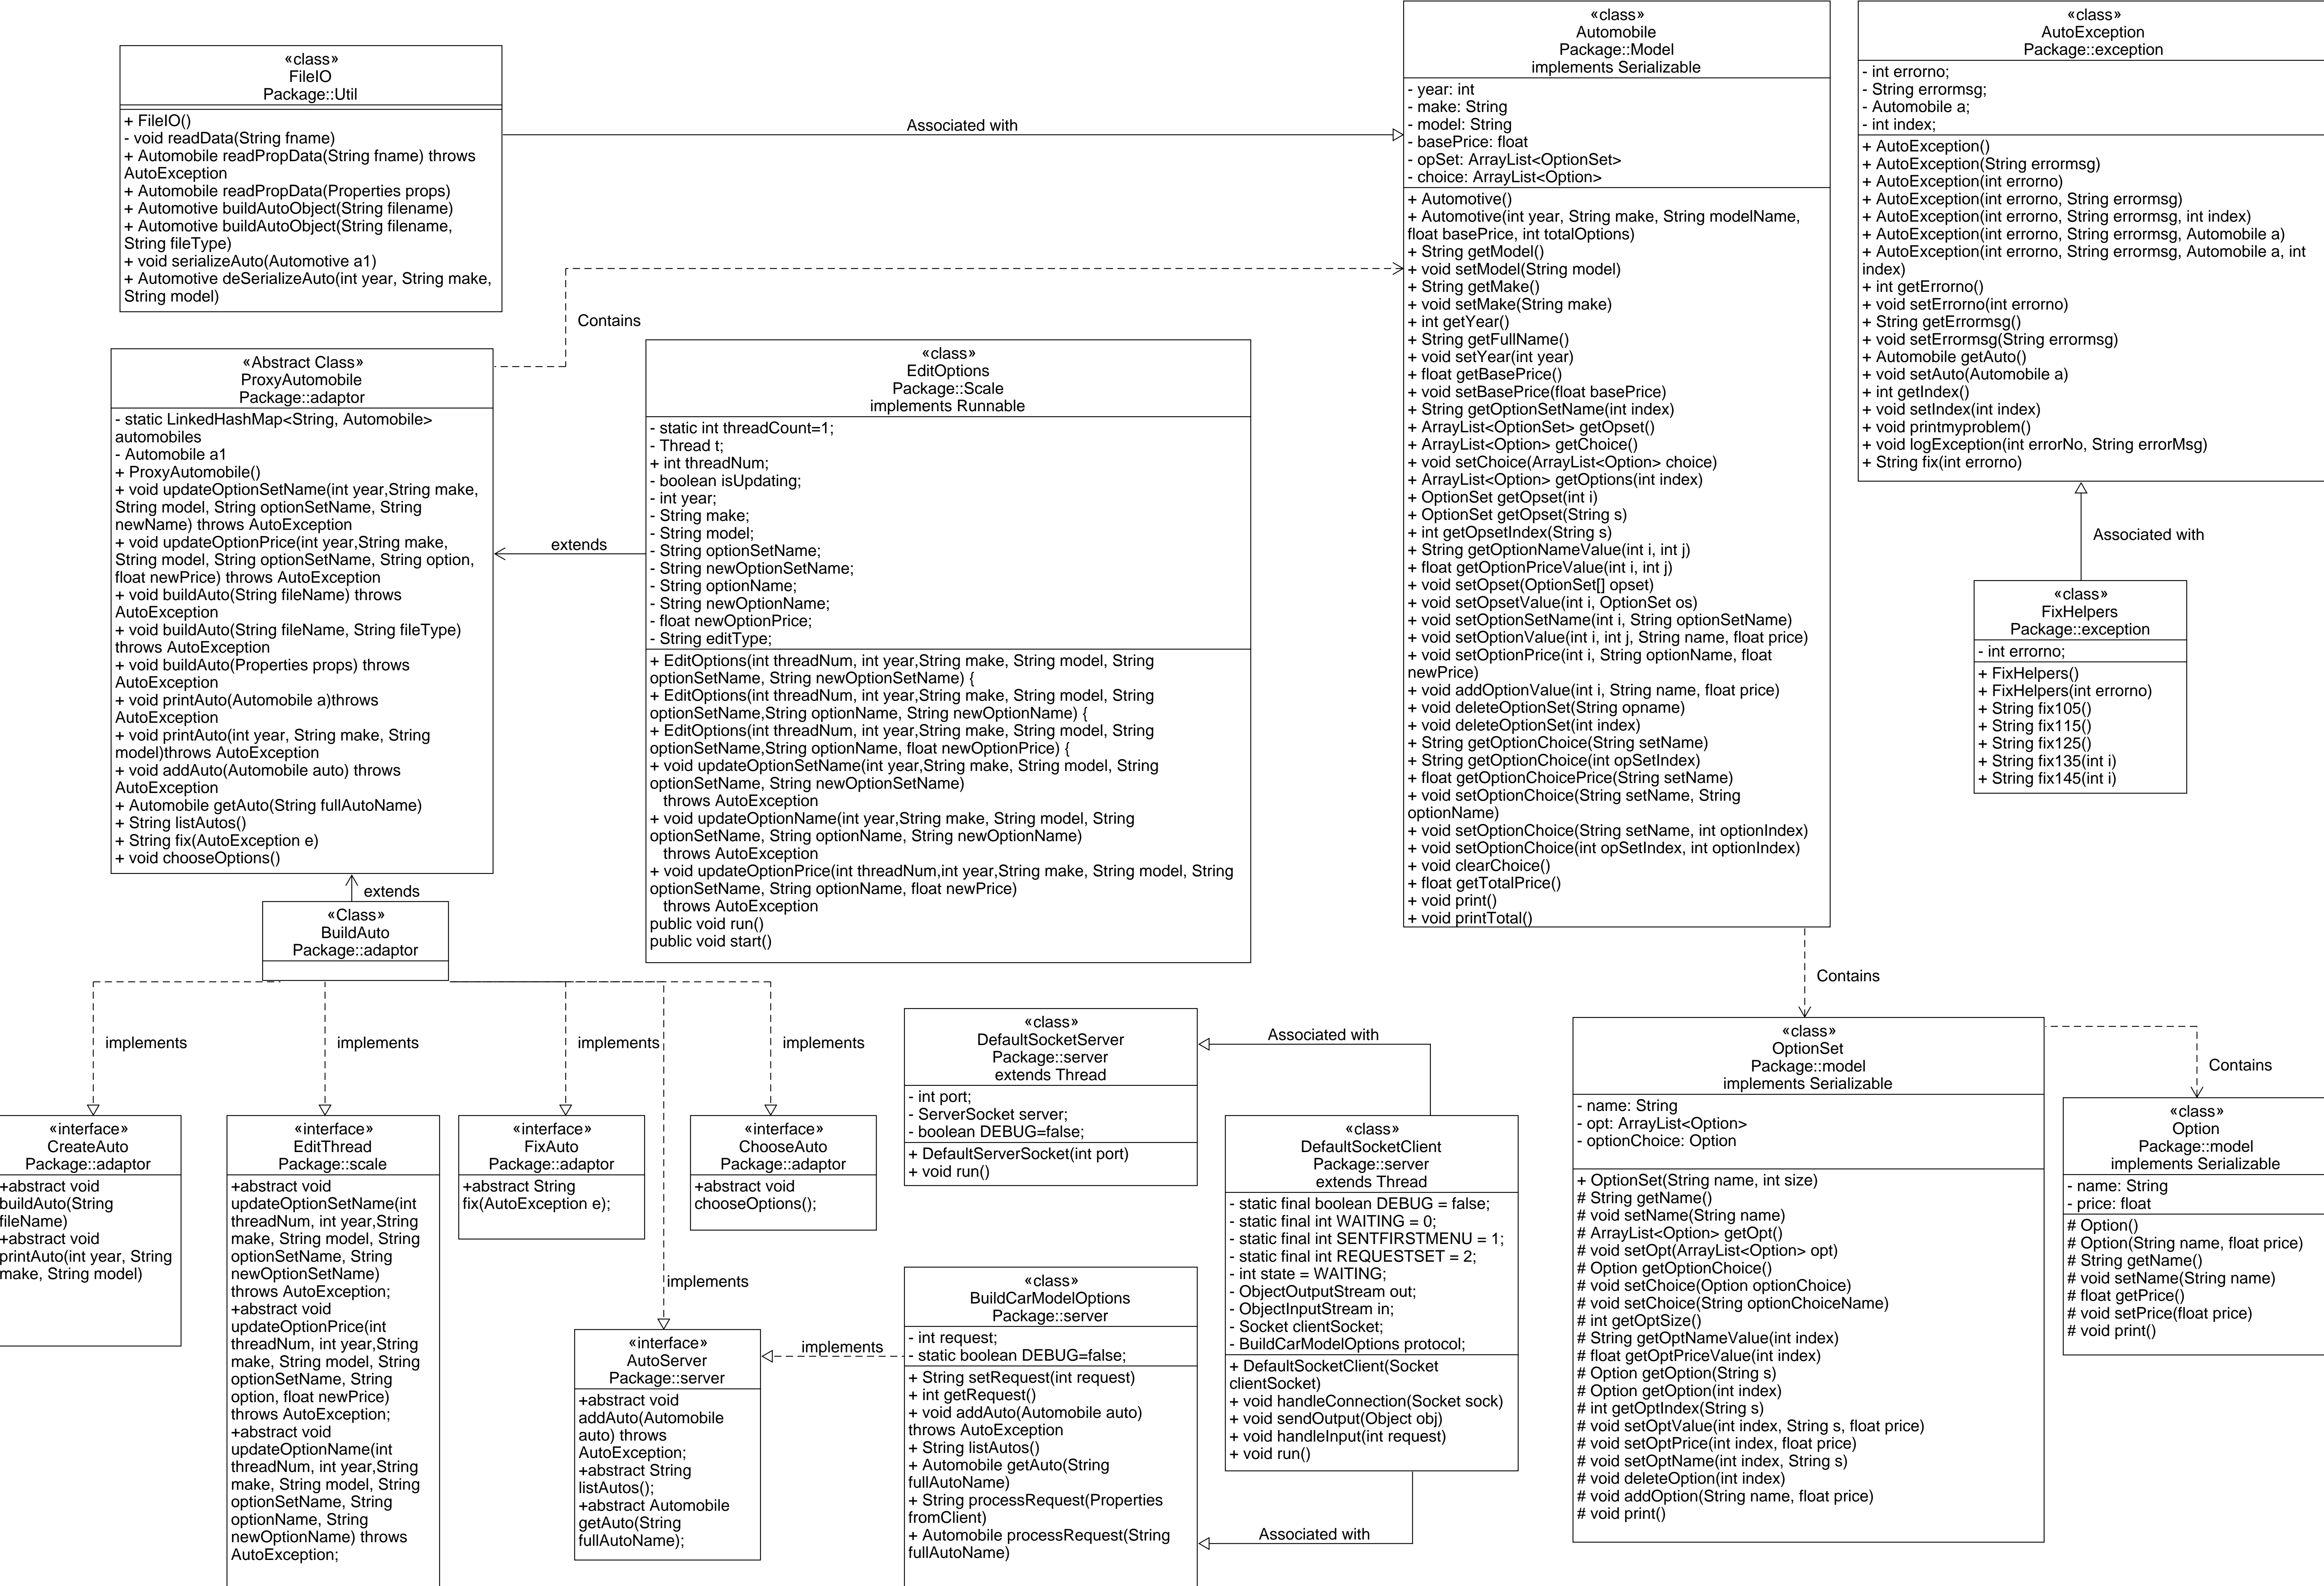 «class»
FileIO
Package::Util
+ FileIO()
- void readData(String fname)
+ Automobile readPropData(String fname) throws
AutoException
+ Automobile readPropData(Properties props)
+ Automotive buildAutoObject(String filename)
+ Automotive buildAutoObject(String filename,
String fileType)
+ void serializeAuto(Automotive a1)
+ Automotive deSerializeAuto(int year, String make,
String model)
Associated with
«class»
Automobile
Package::Model
implements Serializable
- year: int
- make: String
- model: String
- basePrice: float
- opSet: ArrayList<OptionSet>
- choice: ArrayList<Option>
+ Automotive()
+ Automotive(int year, String make, String modelName,
float basePrice, int totalOptions)
+ String getModel()
+ void setModel(String model)
+ String getMake()
+ void setMake(String make)
+ int getYear()
+ String getFullName()
+ void setYear(int year)
+ float getBasePrice()
+ void setBasePrice(float basePrice)
+ String getOptionSetName(int index)
+ ArrayList<OptionSet> getOpset()
+ ArrayList<Option> getChoice()
+ void setChoice(ArrayList<Option> choice)
+ ArrayList<Option> getOptions(int index)
+ OptionSet getOpset(int i)
+ OptionSet getOpset(String s)
+ int getOpsetIndex(String s)
+ String getOptionNameValue(int i, int j)
+ float getOptionPriceValue(int i, int j)
+ void setOpset(OptionSet[] opset)
+ void setOpsetValue(int i, OptionSet os)
+ void setOptionSetName(int i, String optionSetName)
+ void setOptionValue(int i, int j, String name, float price)
+ void setOptionPrice(int i, String optionName, float
newPrice)
+ void addOptionValue(int i, String name, float price)
+ void deleteOptionSet(String opname)
+ void deleteOptionSet(int index)
+ String getOptionChoice(String setName)
+ String getOptionChoice(int opSetIndex)
+ float getOptionChoicePrice(String setName)
+ void setOptionChoice(String setName, String
optionName)
+ void setOptionChoice(String setName, int optionIndex)
+ void setOptionChoice(int opSetIndex, int optionIndex)
+ void clearChoice()
+ float getTotalPrice()
+ void print()
+ void printTotal()
«class»
AutoException
Package::exception
- int errorno;
- String errormsg;
- Automobile a;
- int index;
+ AutoException()
+ AutoException(String errormsg)
+ AutoException(int errorno)
+ AutoException(int errorno, String errormsg)
+ AutoException(int errorno, String errormsg, int index)
+ AutoException(int errorno, String errormsg, Automobile a)
+ AutoException(int errorno, String errormsg, Automobile a, int
index)
+ int getErrorno()
+ void setErrorno(int errorno)
+ String getErrormsg()
+ void setErrormsg(String errormsg)
+ Automobile getAuto()
+ void setAuto(Automobile a)
+ int getIndex()
+ void setIndex(int index)
+ void printmyproblem()
+ void logException(int errorNo, String errorMsg)
+ String fix(int errorno)
Associated with
«class»
FixHelpers
Package::exception
- int errorno;
+ FixHelpers()
+ FixHelpers(int errorno)
+ String fix105()
+ String fix115()
+ String fix125()
+ String fix135(int i)
+ String fix145(int i)
Contains
«Abstract Class»
ProxyAutomobile
Package::adaptor
- static LinkedHashMap<String, Automobile>
automobiles
- Automobile a1
+ ProxyAutomobile()
+ void updateOptionSetName(int year,String make,
String model, String optionSetName, String
newName) throws AutoException
+ void updateOptionPrice(int year,String make,
String model, String optionSetName, String option,
float newPrice) throws AutoException
+ void buildAuto(String fileName) throws
AutoException
+ void buildAuto(String fileName, String fileType)
throws AutoException
+ void buildAuto(Properties props) throws
AutoException
+ void printAuto(Automobile a)throws
AutoException
+ void printAuto(int year, String make, String
model)throws AutoException
+ void addAuto(Automobile auto) throws
AutoException
+ Automobile getAuto(String fullAutoName)
+ String listAutos()
+ String fix(AutoException e)
+ void chooseOptions()
extends
«class»
EditOptions
Package::Scale
implements Runnable
- static int threadCount=1;
- Thread t;
+ int threadNum;
- boolean isUpdating;
- int year;
- String make;
- String model;
- String optionSetName;
- String newOptionSetName;
- String optionName;
- String newOptionName;
- float newOptionPrice;
- String editType;
+ EditOptions(int threadNum, int year,String make, String model, String
optionSetName, String newOptionSetName) {
+ EditOptions(int threadNum, int year,String make, String model, String
optionSetName,String optionName, String newOptionName) {
+ EditOptions(int threadNum, int year,String make, String model, String
optionSetName,String optionName, float newOptionPrice) {
+ void updateOptionSetName(int year,String make, String model, String
optionSetName, String newOptionSetName)
throws AutoException
+ void updateOptionName(int year,String make, String model, String
optionSetName, String optionName, String newOptionName)
throws AutoException
+ void updateOptionPrice(int threadNum,int year,String make, String model, String
optionSetName, String optionName, float newPrice)
throws AutoException
public void run()
public void start()
extends
«Class»
BuildAuto
Package::adaptor
implements
implements
implements
implements
implements
«interface»
CreateAuto
Package::adaptor
+abstract void
buildAuto(String
fileName)
+abstract void
printAuto(int year, String
make, String model)
«interface»
EditThread
Package::scale
+abstract void
updateOptionSetName(int
threadNum, int year,String
make, String model, String
optionSetName, String
newOptionSetName)
throws AutoException;
+abstract void
updateOptionPrice(int
threadNum, int year,String
make, String model, String
optionSetName, String
option, float newPrice)
throws AutoException;
+abstract void
updateOptionName(int
threadNum, int year,String
make, String model, String
optionSetName, String
optionName, String
newOptionName) throws
AutoException;
«interface»
FixAuto
Package::adaptor
+abstract String
fix(AutoException e);
«interface»
ChooseAuto
Package::adaptor
+abstract void
chooseOptions();
«interface»
AutoServer
Package::server
+abstract void
addAuto(Automobile
auto) throws
AutoException;
+abstract String
listAutos();
+abstract Automobile
getAuto(String
fullAutoName);
implements
«class»
DefaultSocketServer
Package::server
extends Thread
- int port;
- ServerSocket server;
- boolean DEBUG=false;
+ DefaultServerSocket(int port)
+ void run()
Associated with
«class»
BuildCarModelOptions
Package::server
- int request;
- static boolean DEBUG=false;
+ String setRequest(int request)
+ int getRequest()
+ void addAuto(Automobile auto)
throws AutoException
+ String listAutos()
+ Automobile getAuto(String
fullAutoName)
+ String processRequest(Properties
fromClient)
+ Automobile processRequest(String
fullAutoName)
«class»
DefaultSocketClient
Package::server
extends Thread
- static final boolean DEBUG = false;
- static final int WAITING = 0;
- static final int SENTFIRSTMENU = 1;
- static final int REQUESTSET = 2;
- int state = WAITING;
- ObjectOutputStream out;
- ObjectInputStream in;
- Socket clientSocket;
- BuildCarModelOptions protocol;
+ DefaultSocketClient(Socket
clientSocket)
+ void handleConnection(Socket sock)
+ void sendOutput(Object obj)
+ void handleInput(int request)
+ void run()
Associated with
Contains
«class»
OptionSet
Package::model
implements Serializable
- name: String
- opt: ArrayList<Option>
- optionChoice: Option
+ OptionSet(String name, int size)
# String getName()
# void setName(String name)
# ArrayList<Option> getOpt()
# void setOpt(ArrayList<Option> opt)
# Option getOptionChoice()
# void setChoice(Option optionChoice)
# void setChoice(String optionChoiceName)
# int getOptSize()
# String getOptNameValue(int index)
# float getOptPriceValue(int index)
# Option getOption(String s)
# Option getOption(int index)
# int getOptIndex(String s)
# void setOptValue(int index, String s, float price)
# void setOptPrice(int index, float price)
# void setOptName(int index, String s)
# void deleteOption(int index)
# void addOption(String name, float price)
# void print()
Contains
«class»
Option
Package::model
implements Serializable
- name: String
- price: float
# Option()
# Option(String name, float price)
# String getName()
# void setName(String name)
# float getPrice()
# void setPrice(float price)
# void print()